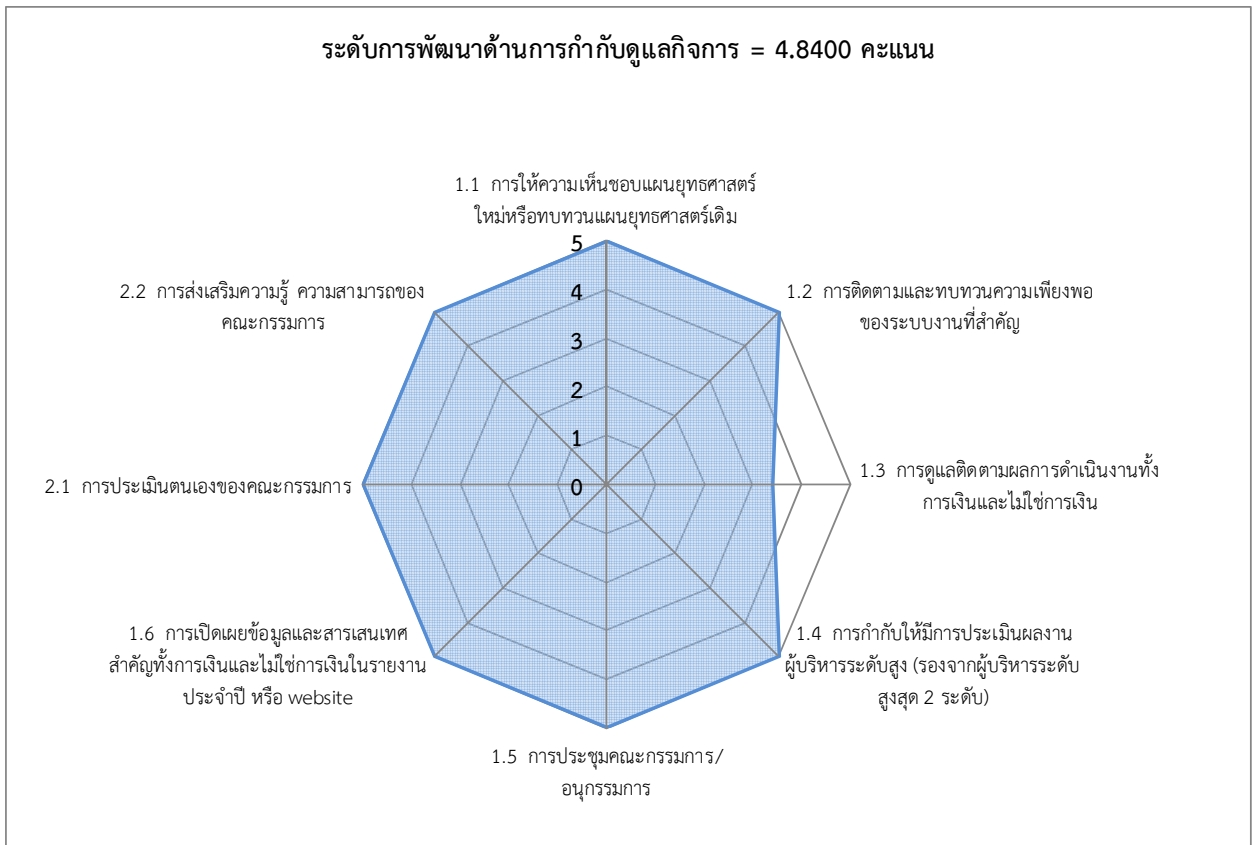 ระดับการพัฒนาด้านการกำกับดูแลกิจการ = 4.8400 คะแนน
1.1 การให้ความเห็นชอบแผนยุทธศาสตร์
ใหม่หรือทบทวนแผนยุทธศาสตร์เดิม
1.2 การติดตามและทบทวนความเพียงพอ
ของระบบงานที่สำคัญ
1.3 การดูแลติดตามผลการดำเนินงานทั้ง
การเงินและไม่ใช่การเงิน
1.4 การกำกับให้มีการประเมินผลงาน
ผู้บริหารระดับสูง (รองจากผู้บริหารระดับ
สูงสุด 2 ระดับ)
1.5 การประชุมคณะกรรมการ/
อนุกรรมการ
1.6 การเปิดเผยข้อมูลและสารเสนเทศ
สำคัญทั้งการเงินและไม่ใช่การเงินในรายงาน
ประจำปี หรือ website
2.1 การประเมินตนเองของคณะกรรมการ
2.2 การส่งเสริมความรู้ ความสามารถของ
คณะกรรมการ
5
4
3
2
1
0